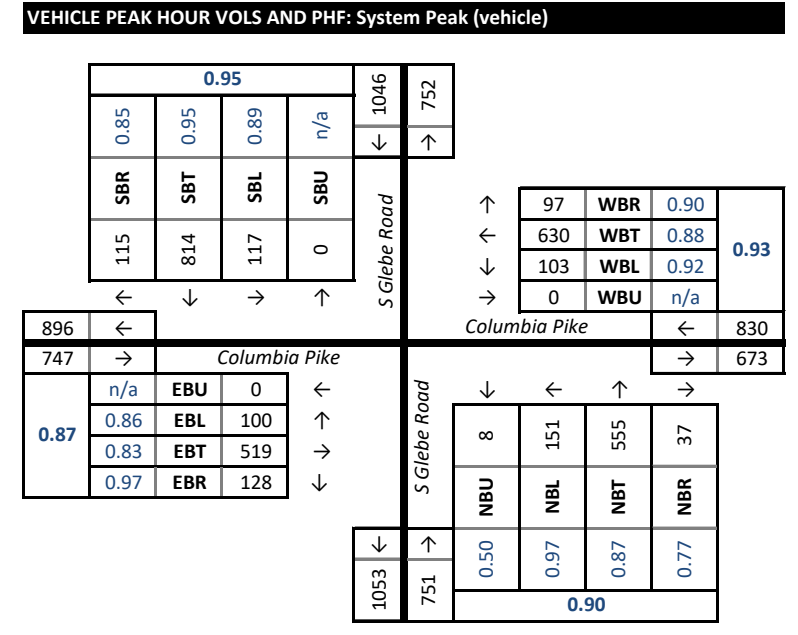 VEHICLE PEAK HOUR VOLS AND PHF: System Peak (vehicle)
0.95
1046 752
0.85 0.95 0.89 n/a
↓ ↑
SBR SBT SBL SBU
115 814 117 0
← ↓ → ↑
S Glebe Road
↑ 97 WBR 0.90
← 630 WBT 0.88
↓ 103 WBL 0.92
→ 0 WBU n/a
0.93
896 ←
Columbia Pike
← 830
747 →
Columbia Pike
→ 673
0.87
n/a EBU 0 ←
0.86 EBL 100 ↑
0.83 EBT 519 →
0.97 EBR 128 ↓
S Glebe Road
↓ ← ↑ →
8 151 555 37
NBU NBL NBT NBR
0.50 0.97 0.87 0.77
↓ ↑
1053 751
0.90